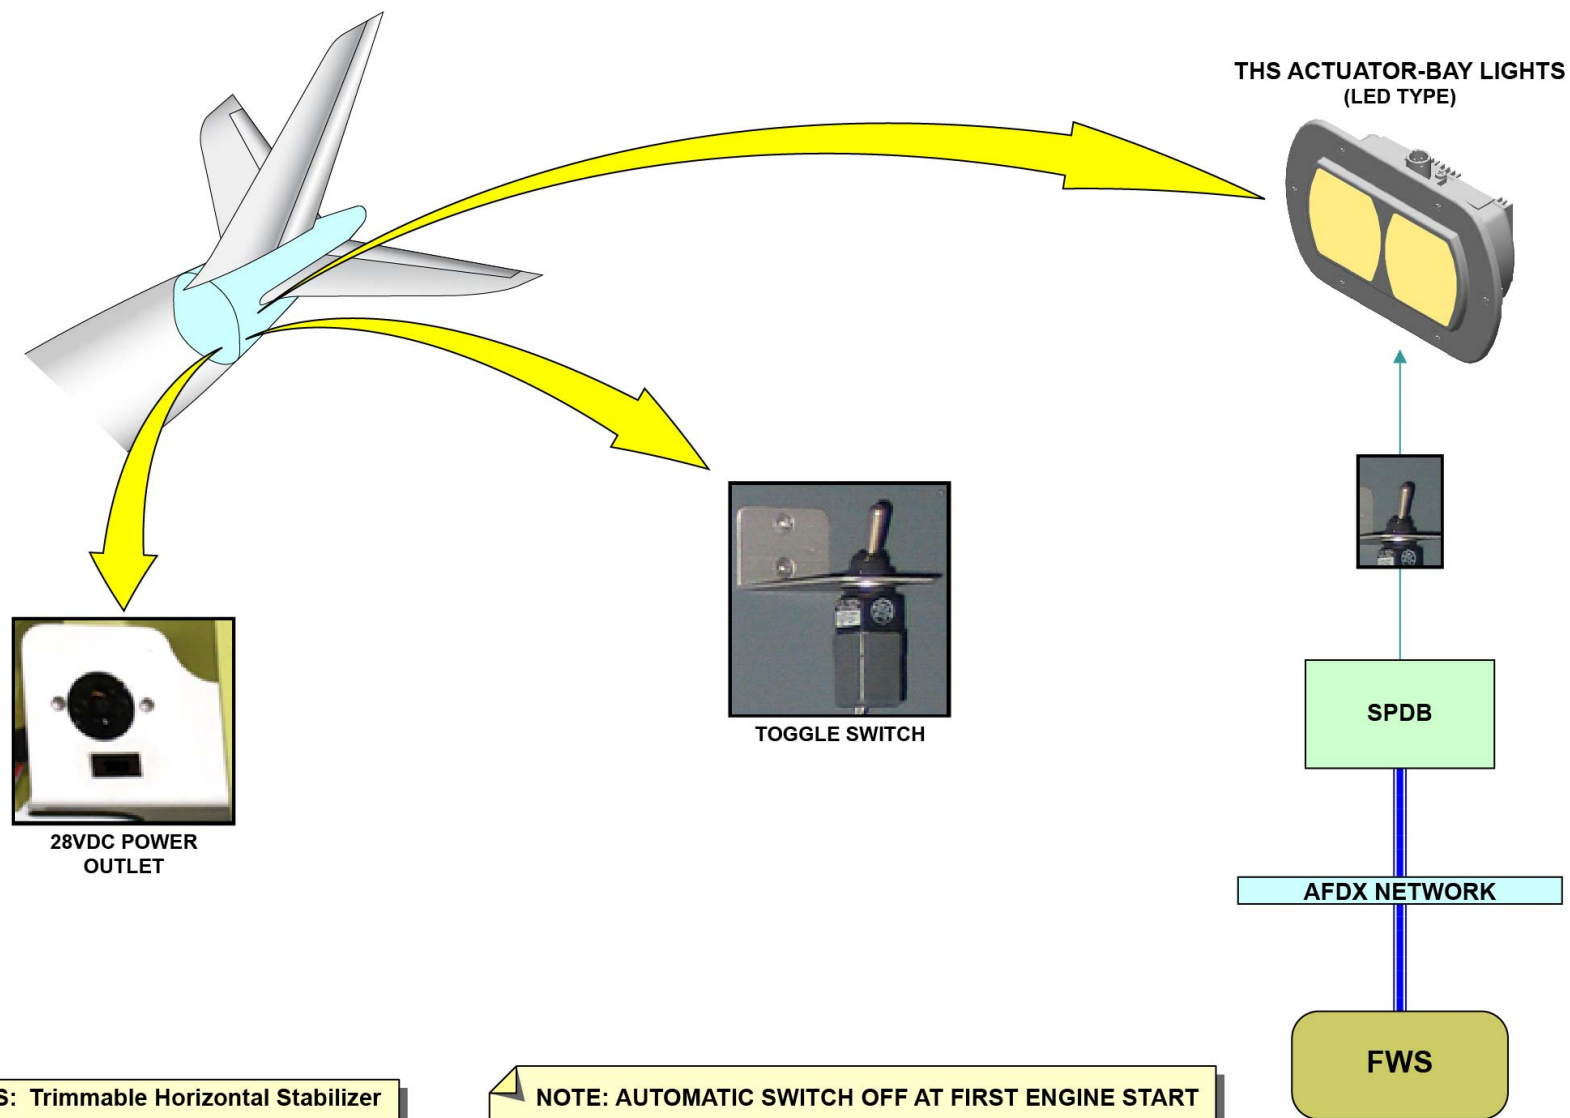 THS ACTUATOR-BAY LIGHTS
(LED TYPE)
TOGGLE SWITCH
SPDB
28VDC POWER
OUTLET
AFDX NETWORK
FWS
S: Trimmable Horizontal Stabilizer
NOTE: AUTOMATIC SWITCH OFF AT FIRST ENGINE START